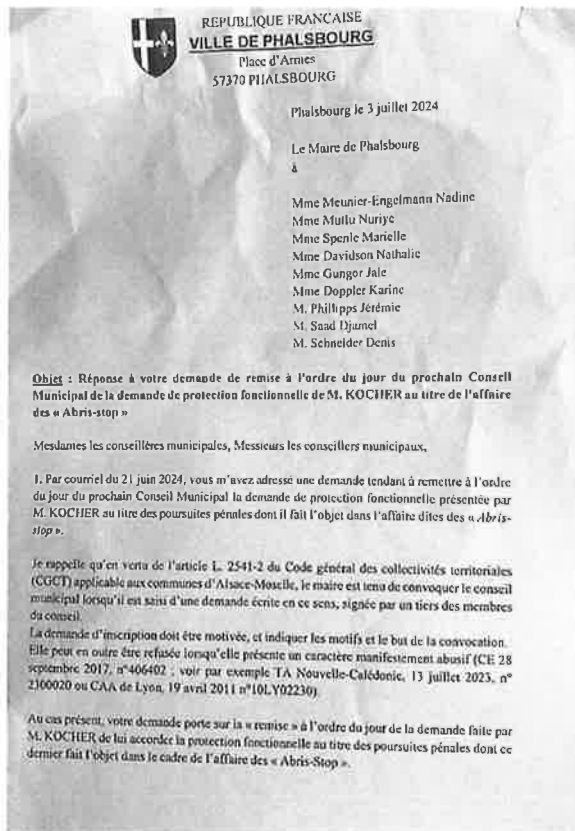 REPUBLIQUE FRANCAISE
VILLE DE PHALSBOURG
Place d'Armes
57370 PHALSBOURG
Phalsbourg le 3 juillet 2024
Le Maire de Phalsbourg
à
Mme Meunier-Engelmann Nadine
Mme Mutlu Nuriye
Mme Spenle Marielle
Mme Davidson Nathalie
Mme Gungor Jale
Mme Doppler Karine
M. Phillipps Jérémie
M. Saad Djamel
M. Schneider Denis
Objet : Réponse à votre demande de remise à l'ordre du jour du prochain Conseil
Municipal de la demande de protection fonctionnelle de M. KOCHER au titre de l'affaire
des « Abris-stop »
Mesdames les conseillères municipales, Messieurs les conseillers municipaux,
1. Par courriel du 21 juin 2024, vous m'avez adressé une demande tendant à remettre à l'ordre
du jour du prochain Conseil Municipal la demande de protection fonctionnelle présentée par
M. KOCHER au titre des poursuites pénales dont il fait l'objet dans l'affaire dites des « Abris-
stop ».
Je rappelle qu'en vertu de l'article L. 2541-2 du Code général des collectivités territoriales
(CGCT) applicable aux communes d'Alsace-Moselle, le maire est tenu de convoquer le conseil
municipal lorsqu'il est saisi d'une demande écrite en ce sens, signée par un tiers des membres
du conseil.
La demande d'inscription doit être motivée, et indiquer les motifs et le but de la convocation.
Elle peut en outre être refusée lorsqu'elle présente un caractère manifestement abusif (CE 28
septembre 2017, n°406402 ; voir par exemple TA Nouvelle-Calédonie, 13 juillet 2023, n°
2300020 ou CAA de Lyon, 19 avril 2011 n°10LY02230).
Au cas présent, votre demande porte sur la « remise » à l'ordre du jour de la demande faite par
M. KOCHER de lui accorder la protection fonctionnelle au titre des poursuites pénales dont ce
dernier fait l'objet dans le cadre de l'affaire des « Abris-Stop ».